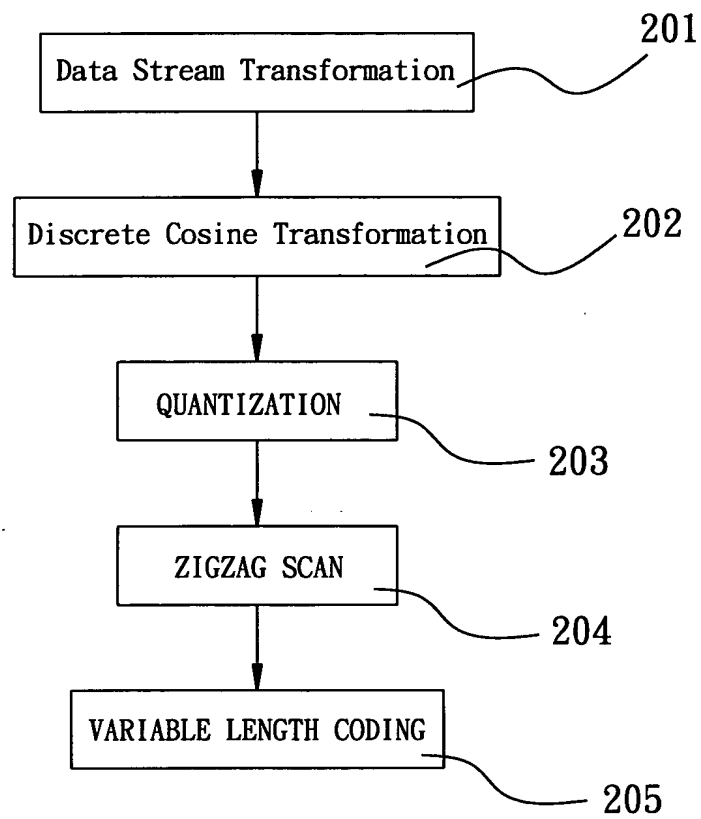 201
Data Stream Transformation
Discrete Cosine Transformation
202
QUANTIZATION
203
ZIGZAG SCAN
204
VARIABLE LENGTH CODING
205